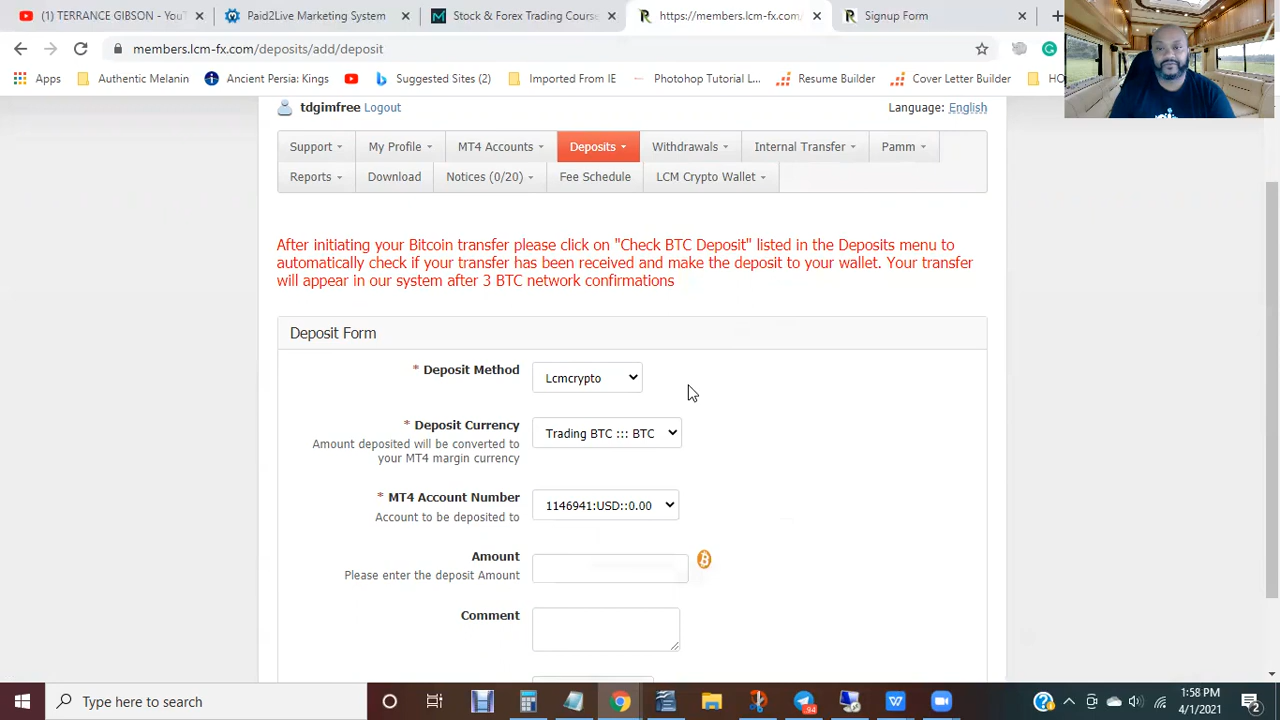 (1) TERRANCE GIBSON - YouT
Paid2Live Marketing System
Stock & Forex Trading Course
https://members.lcm-fx.com/
Signup Form
members.lcm-fx.com/deposits/add/deposit
Apps
Authentic Melanin
Ancient Persia: Kings
Suggested Sites (2)
Imported From IE
Photohop Tutorial L...
Resume Builder
Cover Letter Builder
HO
tdgimfree Logout
Language: English
Support
My Profile
MT4 Accounts
Deposits
Withdrawals
Internal Transfer
Pamm
Reports
Download
Notices (0/20)
Fee Schedule
LCM Crypto Wallet
After initiating your Bitcoin transfer please click on "Check BTC Deposit" listed in the Deposits menu to
automatically check if your transfer has been received and make the deposit to your wallet. Your transfer
will appear in our system after 3 BTC network confirmations
Deposit Form
* Deposit Method
Lcmcrypto
* Deposit Currency
Amount deposited will be converted to
your MT4 margin currency
Trading BTC ::: BTC
* MT4 Account Number
Account to be deposited to
1146941:USD::0.00
Amount
Please enter the deposit Amount
Comment
Type here to search
94
1:58 PM
4/1/2021
2